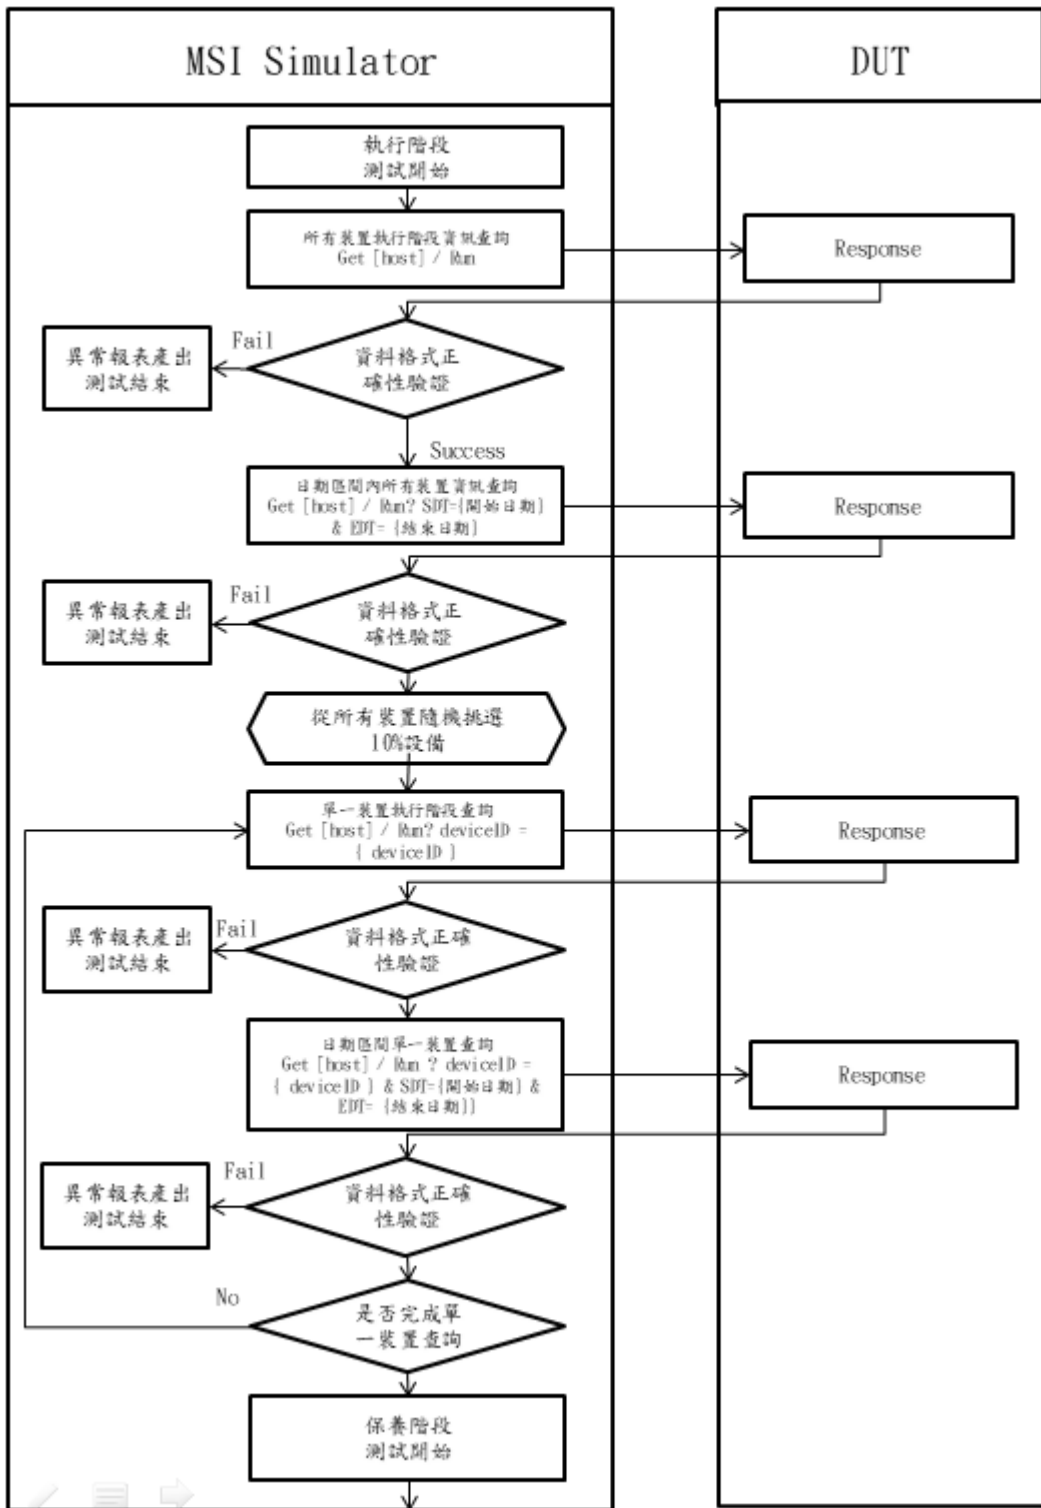 MSI Simulator
DUT
執行階段
測試開始
所有裝置執行階段資訊查詢
Get [host] / Run
Response
Fail
異常報表產出
測試結束
資料格式正
確性驗證
Success
日期區間內所有裝置資訊查詢
Get [host] / Run? SDT={開始日期}
& EDT= {結束日期}
Response
Fail
異常報表產出
測試結束
資料格式正
確性驗證
從所有裝置隨機挑選
10%設備
單一裝置執行階段查詢
Get [host] / Run? deviceID =
{ deviceID }
Response
Fail
異常報表產出
測試結束
資料格式正確
性驗證
日期區間單一裝置查詢
Get [host] / Run ? deviceID =
{ deviceID } & SDT={開始日期} &
EDT= {結束日期}}
Response
Fail
異常報表產出
測試結束
資料格式正確
性驗證
No
是否完成單
一裝置查詢
保養階段
測試開始